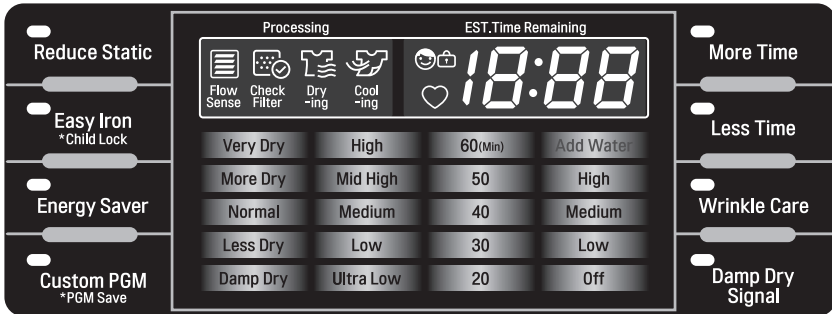 Reduce Static
Easy Iron
*Child Lock
Energy Saver
Custom PGM
*PGM Save
Processing
EST.Time Remaining
Flow
Sense
Check
Filter
Dry
-ing
Cool
-ing
18:88
Very Dry High 60(Min) Add Water
More Dry Mid High 50 High
Normal Medium 40 Medium
Less Dry Low 30 Low
Damp Dry Ultra Low 20 Off
More Time
Less Time
Wrinkle Care
Damp Dry
Signal